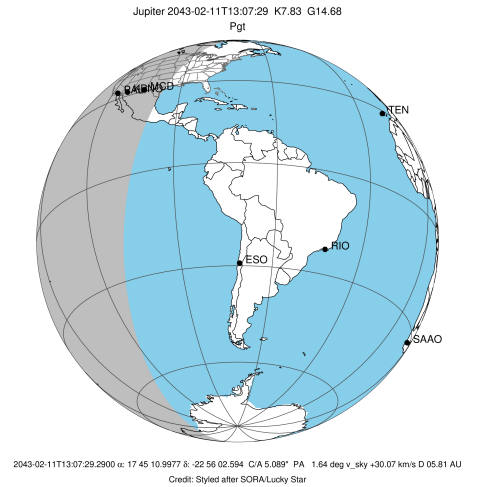 Jupiter 2043-02-11T13:07:29 K7.83 G14.68
Pgt
MCD
TEN
RIO
ESO
SAAO
2043-02-11T13:07:29.2900 α: 17 45 10.9977 δ: -22 56 02.594 C/A 5.089" PA 1.64 deg v_sky +30.07 km/s D 05.81 AU
Credit: Styled after SORA/Lucky Star